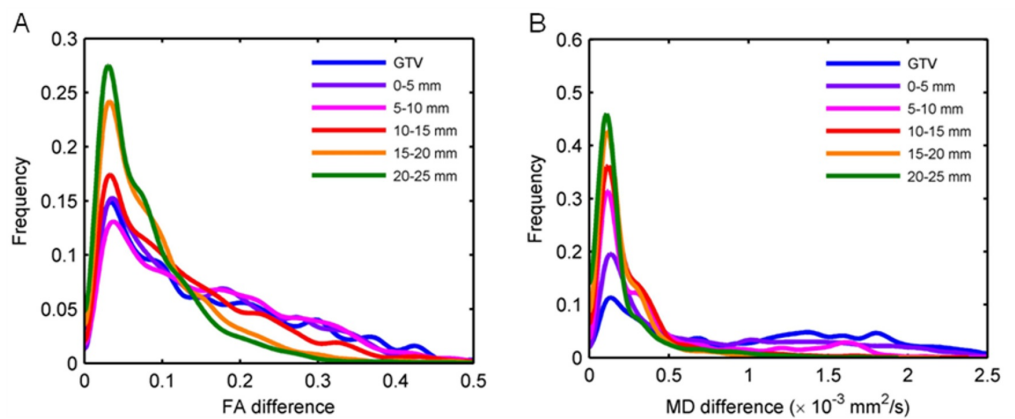 A
0.3
0.25
0.2
0.15
0.1
0.05
0
Frequency
0 0.1 0.2 0.3 0.4 0.5
FA difference
GTV
0-5 mm
5-10 mm
10-15 mm
15-20 mm
20-25 mm
B
0.6
0.5
0.4
0.3
0.2
0.1
0
Frequency
0 0.5 1 1.5 2 2.5
MD difference (× 10⁻³ mm²/s)
GTV
0-5 mm
5-10 mm
10-15 mm
15-20 mm
20-25 mm